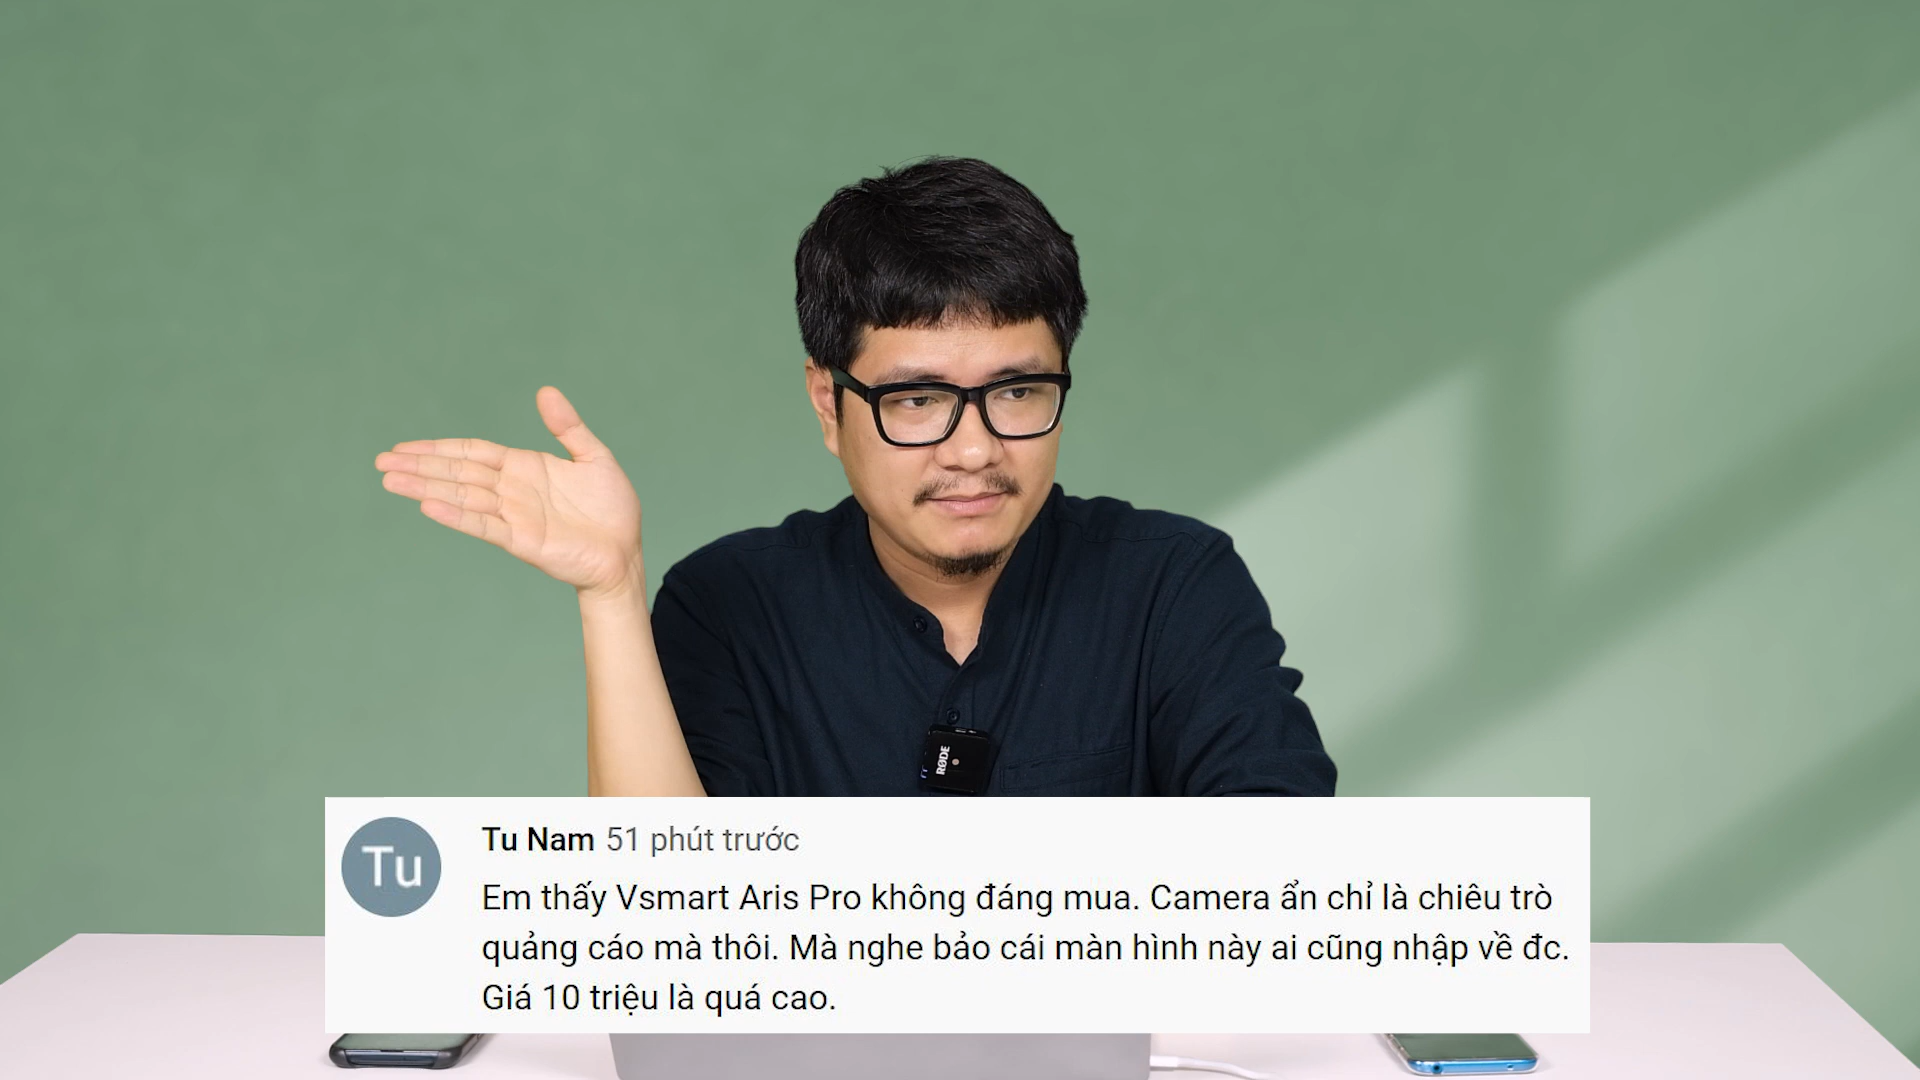 RØDE
Tu
Tu Nam 51 phút trước
Em thấy Vsmart Aris Pro không đáng mua. Camera ẩn chỉ là chiêu trò
quảng cáo mà thôi. Mà nghe bảo cái màn hình này ai cũng nhập về đc.
Giá 10 triệu là quá cao.